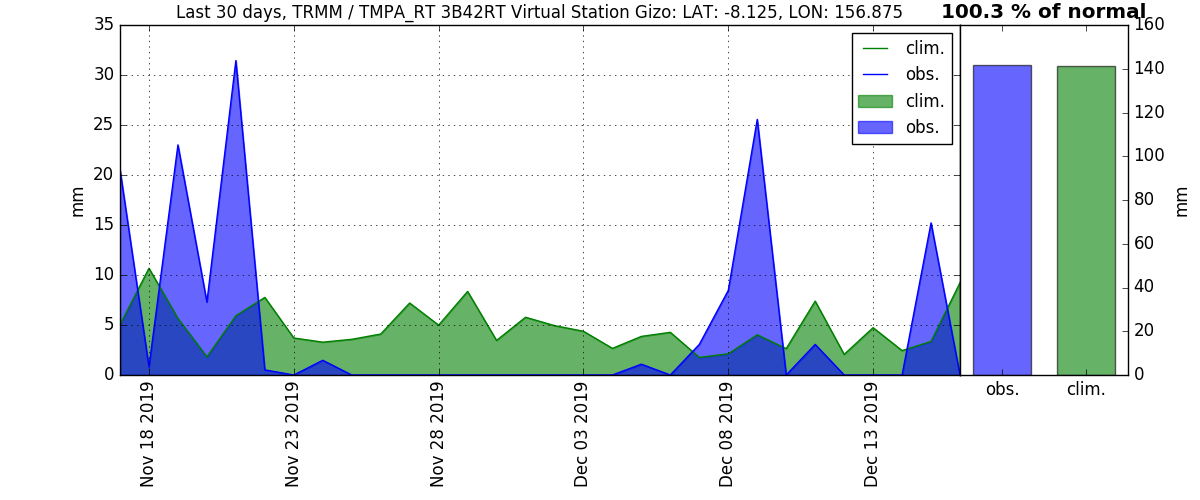 Last 30 days, TRMM / TMPA_RT 3B42RT Virtual Station Gizo: LAT: -8.125, LON: 156.875
100.3 % of normal
35
30
25
20
15
10
5
0
mm
clim.
obs.
clim.
obs.
160
140
120
100
80
60
40
20
0
mm
Nov 18 2019
Nov 23 2019
Nov 28 2019
Dec 03 2019
Dec 08 2019
Dec 13 2019
obs.
clim.